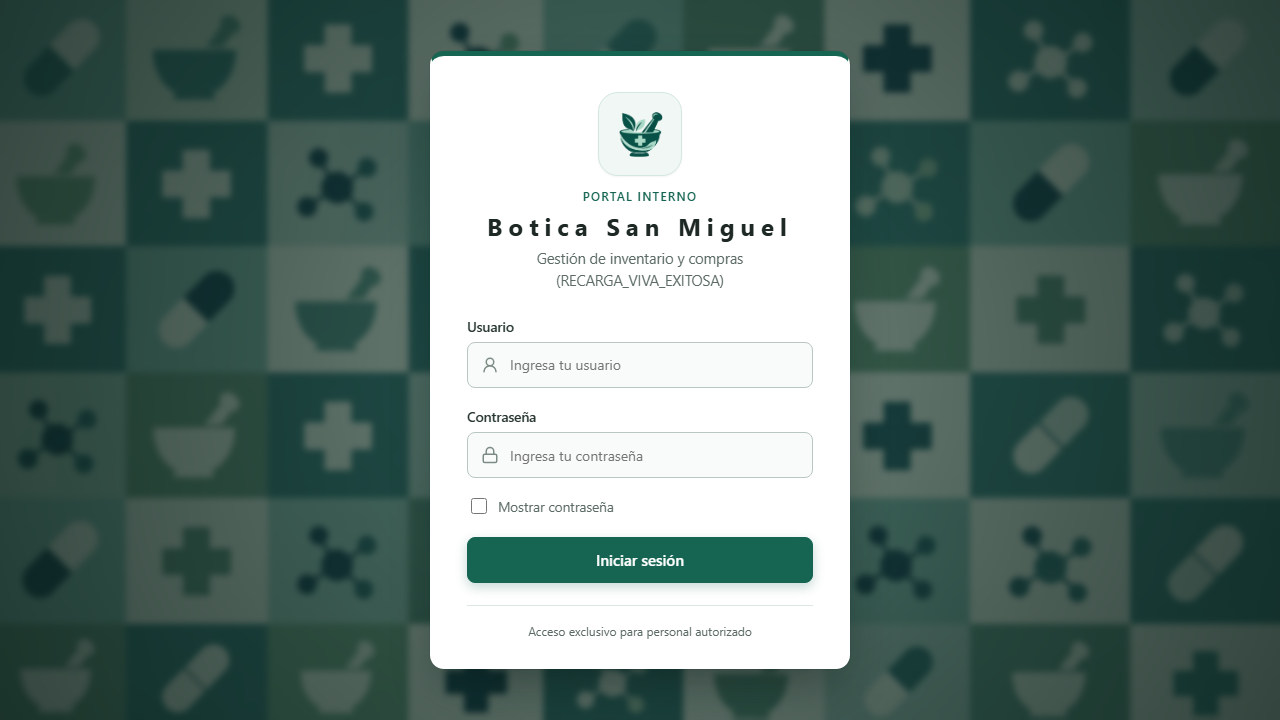 PORTAL INTERNO
Botica San Miguel
Gestión de inventario y compras
(RECARGA_VIVA_EXITOSA)
Usuario
Ingresa tu usuario
Contraseña
Ingresa tu contraseña
Mostrar contraseña
Iniciar sesión
Acceso exclusivo para personal autorizado